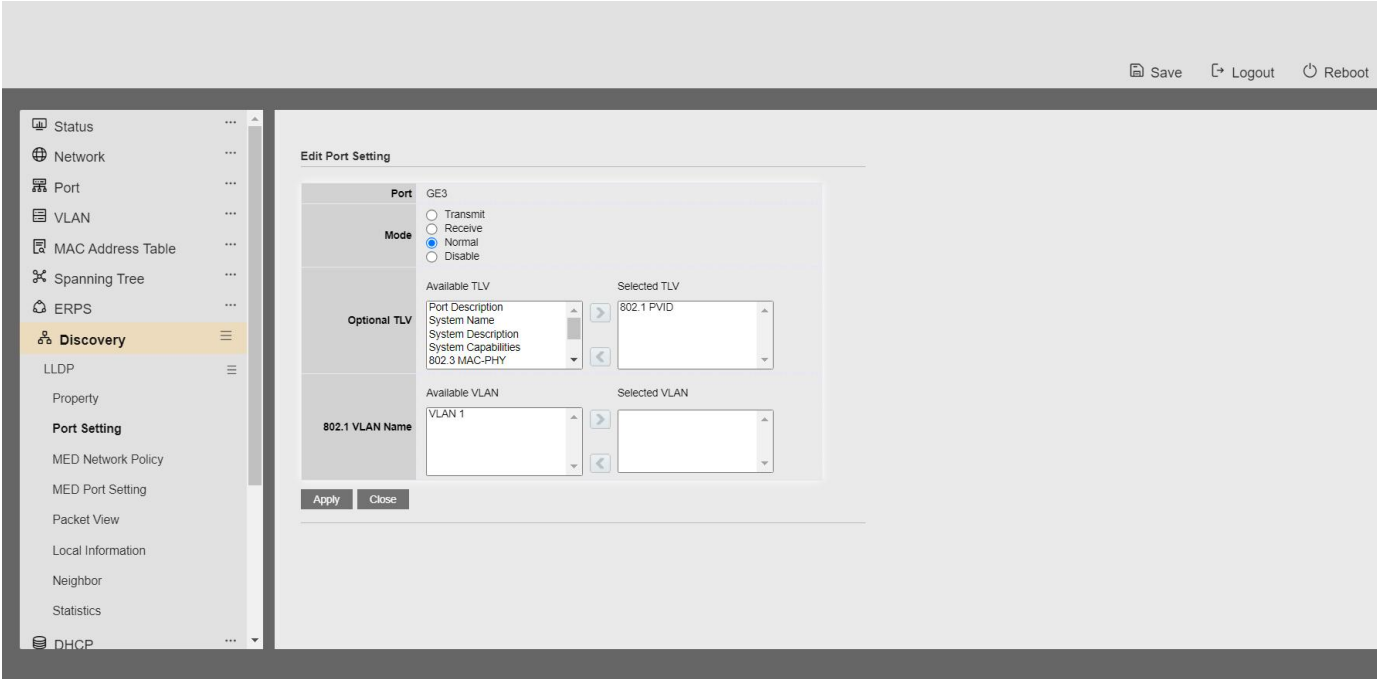 Save Logout Reboot
Status
Network
Port
VLAN
MAC Address Table
Spanning Tree
ERPS
Discovery
LLDP
Property
Port Setting
MED Network Policy
MED Port Setting
Packet View
Local Information
Neighbor
Statistics
DHCP
Edit Port Setting
Port GE3
Mode
Transmit
Receive
Normal
Disable
Optional TLV
Available TLV
Port Description
System Name
System Description
System Capabilities
802.3 MAC-PHY
Selected TLV
802.1 PVID
802.1 VLAN Name
Available VLAN
VLAN 1
Selected VLAN
Apply Close